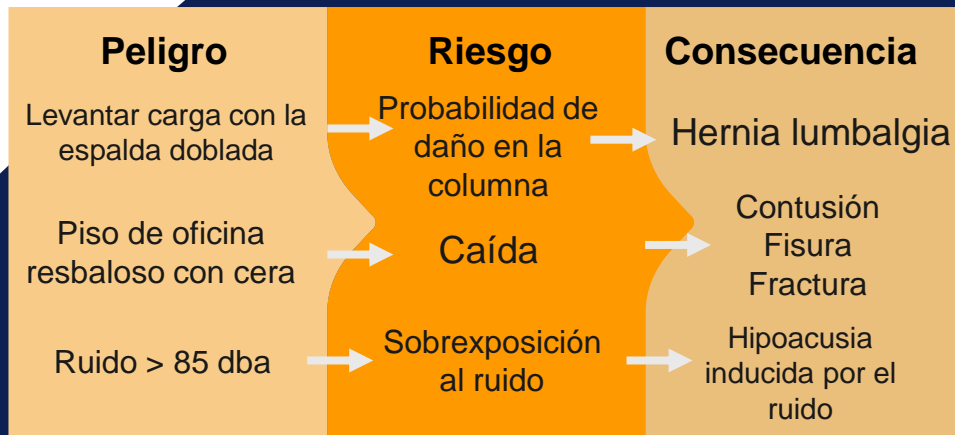 Peligro
Riesgo
Consecuencia
Levantar carga con la
espalda doblada
Probabilidad de
daño en la
columna
Hernia lumbalgia
Piso de oficina
resbaloso con cera
Caída
Contusión
Fisura
Fractura
Ruido > 85 dba
Sobrexposición
al ruido
Hipoacusia
inducida por el
ruido